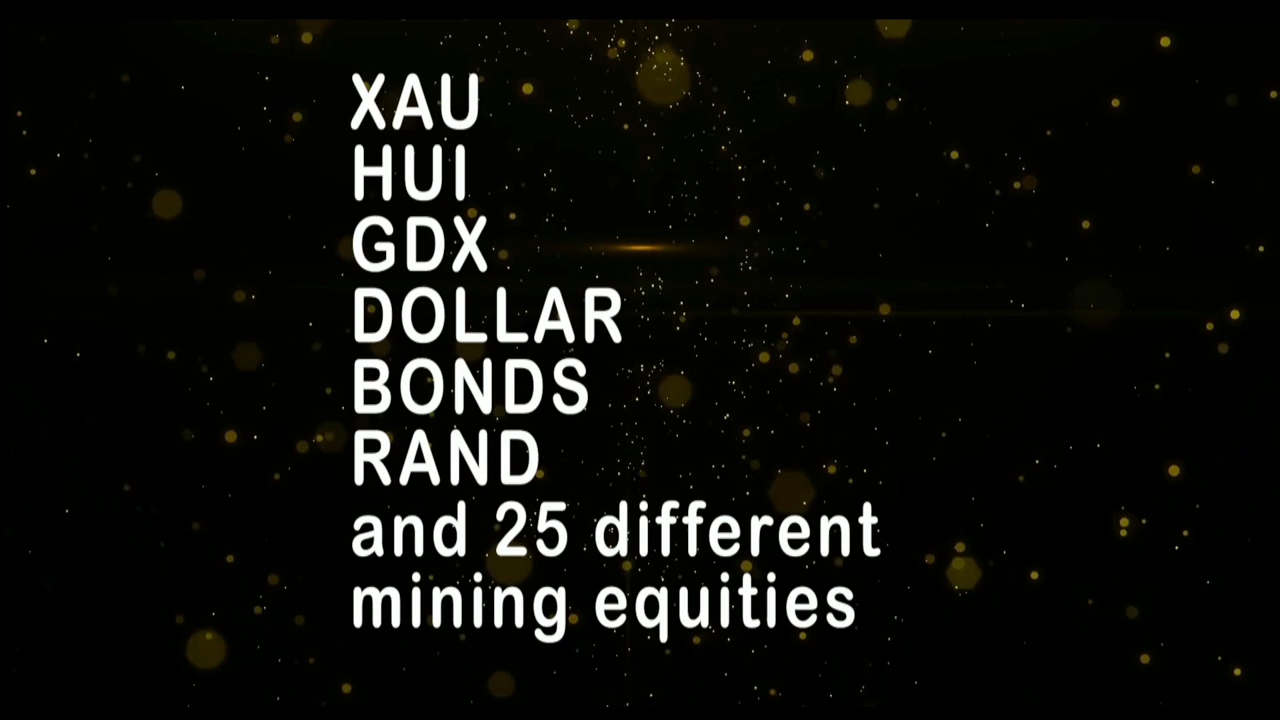 XAU
HUI
GDX
DOLLAR
BONDS
RAND
and 25 different
mining equities